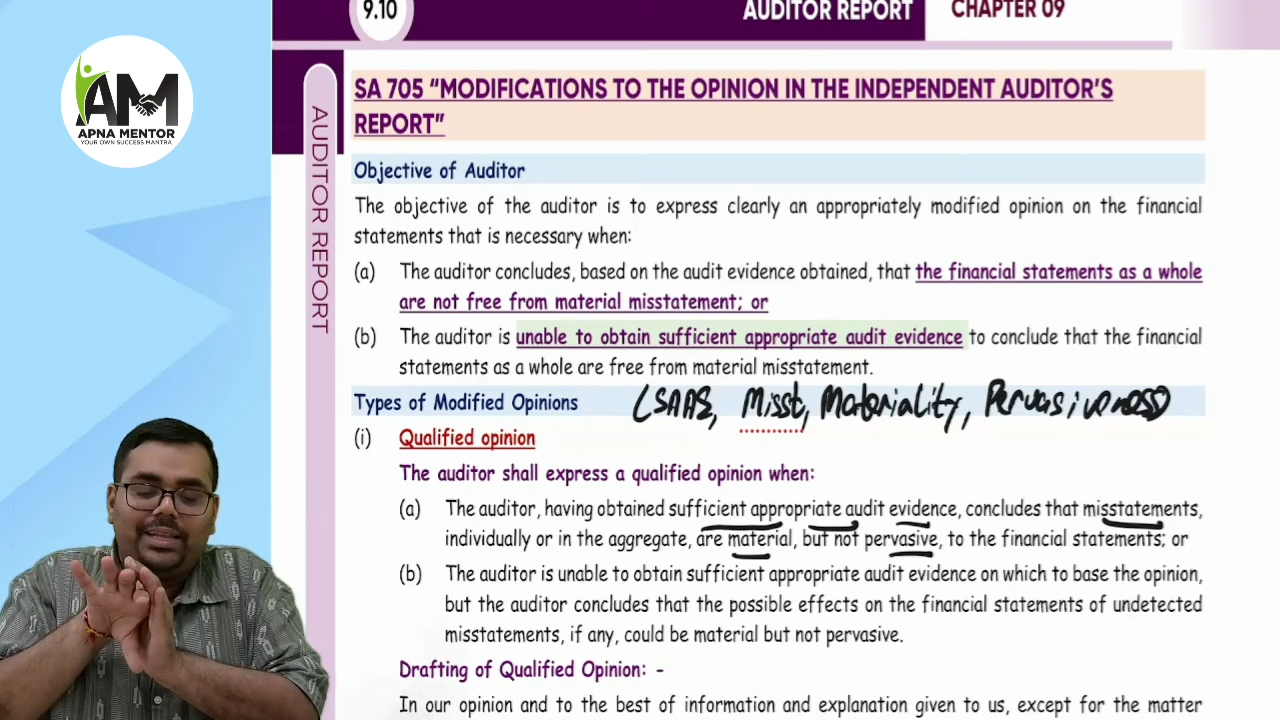 9.10
AUDITOR REPORT
CHAPTER 09
AM
APNA MENTOR
YOUR OWN SUCCESS MANTRA
AUDITOR REPORT
SA 705 “MODIFICATIONS TO THE OPINION IN THE INDEPENDENT AUDITOR’S
REPORT”
Objective of Auditor
The objective of the auditor is to express clearly an appropriately modified opinion on the financial
statements that is necessary when:
(a) The auditor concludes, based on the audit evidence obtained, that the financial statements as a whole
are not free from material misstatement; or
(b) The auditor is unable to obtain sufficient appropriate audit evidence to conclude that the financial
statements as a whole are free from material misstatement.
Types of Modified Opinions (SAAE, Misst, Materiality, Pervasiveness)
(i) Qualified opinion
The auditor shall express a qualified opinion when:
(a) The auditor, having obtained sufficient appropriate audit evidence, concludes that misstatements,
individually or in the aggregate, are material, but not pervasive, to the financial statements; or
(b) The auditor is unable to obtain sufficient appropriate audit evidence on which to base the opinion,
but the auditor concludes that the possible effects on the financial statements of undetected
misstatements, if any, could be material but not pervasive.
Drafting of Qualified Opinion: -
In our opinion and to the best of information and explanation given to us, except for the matter